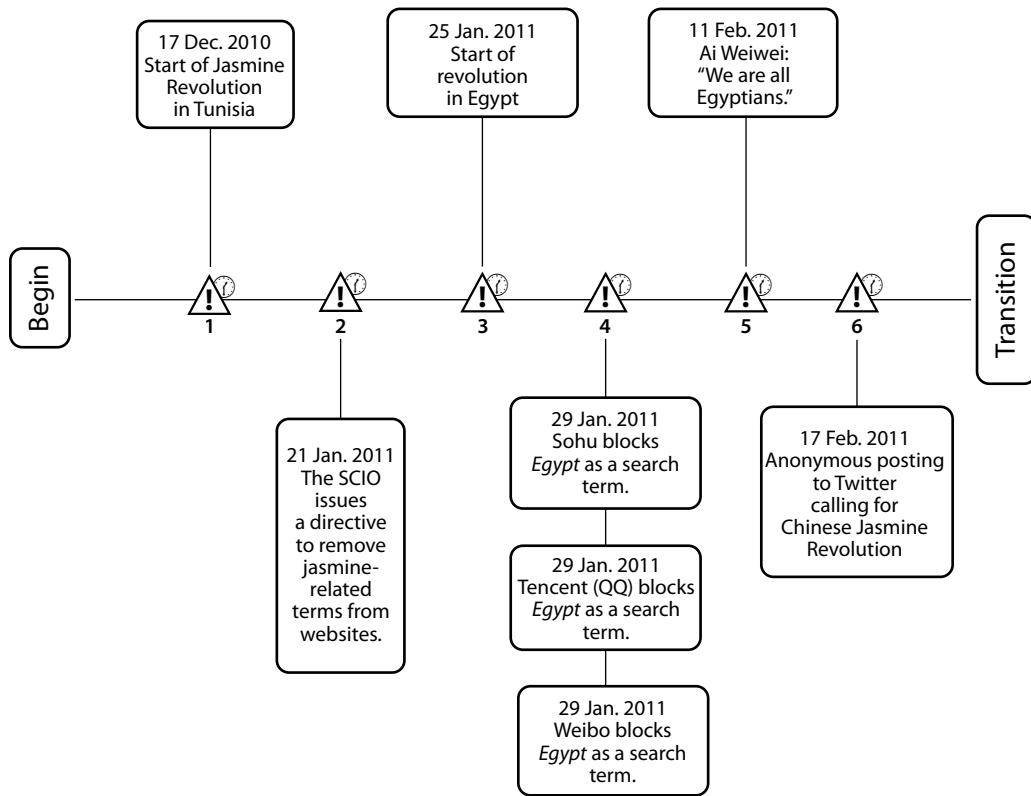 17 Dec. 2010
Start of Jasmine
Revolution
in Tunisia
25 Jan. 2011
Start of
revolution
in Egypt
11 Feb. 2011
Ai Weiwei:
“We are all
Egyptians.”
Begin
1
2
3
4
5
6
Transition
21 Jan. 2011
The SCIO
issues
a directive
to remove
jasmine-
related
terms from
websites.
29 Jan. 2011
Sohu blocks
Egypt as a search
term.
29 Jan. 2011
Tencent (QQ) blocks
Egypt as a search
term.
29 Jan. 2011
Weibo blocks
Egypt as a search
term.
17 Feb. 2011
Anonymous posting
to Twitter
calling for
Chinese Jasmine
Revolution